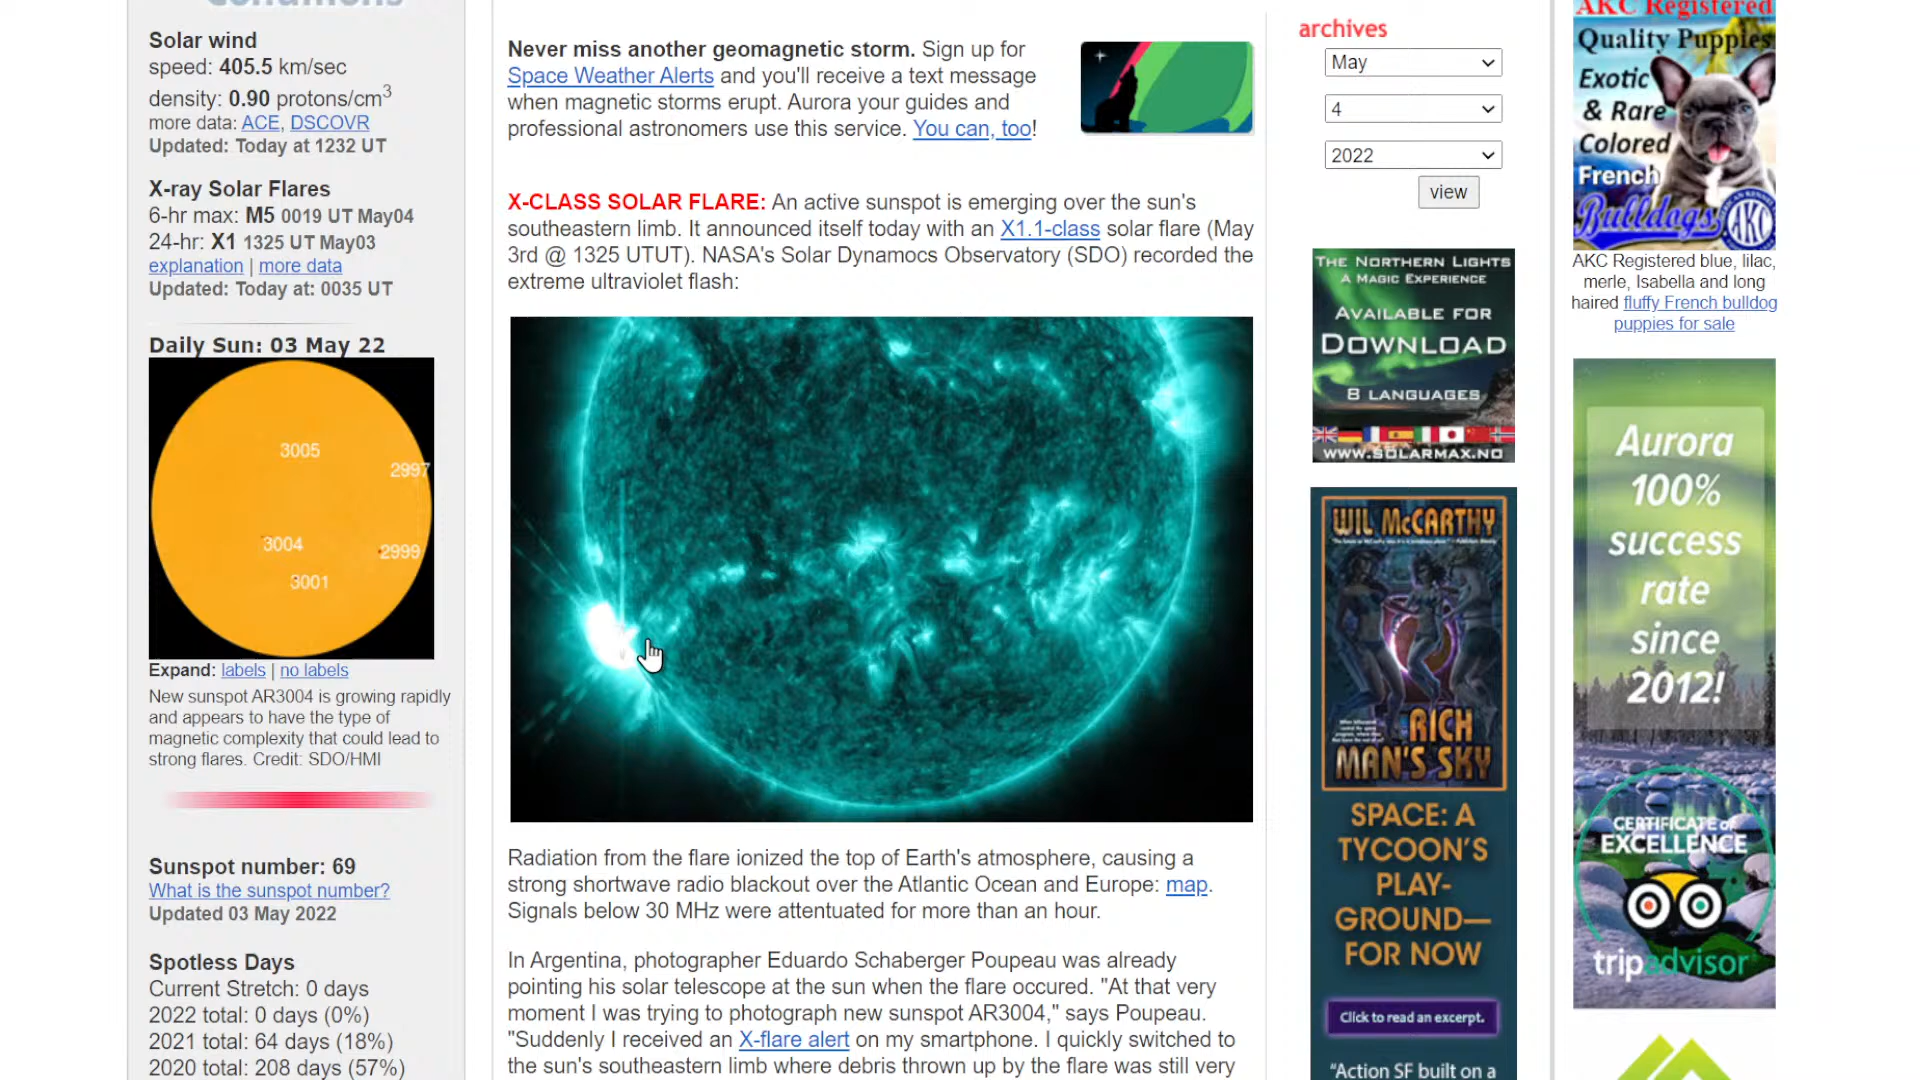 Conditions
Solar wind
speed: 405.5 km/sec
density: 0.90 protons/cm3
more data: ACE, DSCOVR
Updated: Today at 1232 UT
X-ray Solar Flares
6-hr max: M5 0019 UT May04
24-hr: X1 1325 UT May03
explanation | more data
Updated: Today at: 0035 UT
Daily Sun: 03 May 22
3005
2997
3004
2999
3001
Expand: labels | no labels
New sunspot AR3004 is growing rapidly
and appears to have the type of
magnetic complexity that could lead to
strong flares. Credit: SDO/HMI
Sunspot number: 69
What is the sunspot number?
Updated 03 May 2022
Spotless Days
Current Stretch: 0 days
2022 total: 0 days (0%)
2021 total: 64 days (18%)
2020 total: 208 days (57%)
Never miss another geomagnetic storm. Sign up for
Space Weather Alerts and you'll receive a text message
when magnetic storms erupt. Aurora your guides and
professional astronomers use this service. You can, too!
X-CLASS SOLAR FLARE: An active sunspot is emerging over the sun's
southeastern limb. It announced itself today with an X1.1-class solar flare (May
3rd @ 1325 UTUT). NASA's Solar Dynamocs Observatory (SDO) recorded the
extreme ultraviolet flash:
Radiation from the flare ionized the top of Earth's atmosphere, causing a
strong shortwave radio blackout over the Atlantic Ocean and Europe: map.
Signals below 30 MHz were attentuated for more than an hour.
In Argentina, photographer Eduardo Schaberger Poupeau was already
pointing his solar telescope at the sun when the flare occured. "At that very
moment I was trying to photograph new sunspot AR3004," says Poupeau.
"Suddenly I received an X-flare alert on my smartphone. I quickly switched to
the sun's southeastern limb where debris thrown up by the flare was still very
archives
May
4
2022
view
THE NORTHERN LIGHTS
A MAGIC EXPERIENCE
AVAILABLE FOR
DOWNLOAD
8 LANGUAGES
WWW.SOLARMAX.NO
WIL McCARTHY
RICH
MAN'S SKY
SPACE: A
TYCOON'S
PLAY-
GROUND—
FOR NOW
Click to read an excerpt.
"Action SF built on a
AKC Registered
Quality Puppies
Exotic
& Rare
Colored
French
Bulldogs
AKC
AKC Registered blue, lilac,
merle, Isabella and long
haired fluffy French bulldog
puppies for sale
Aurora
100%
success
rate
since
2012!
CERTIFICATE of
EXCELLENCE
tripadvisor